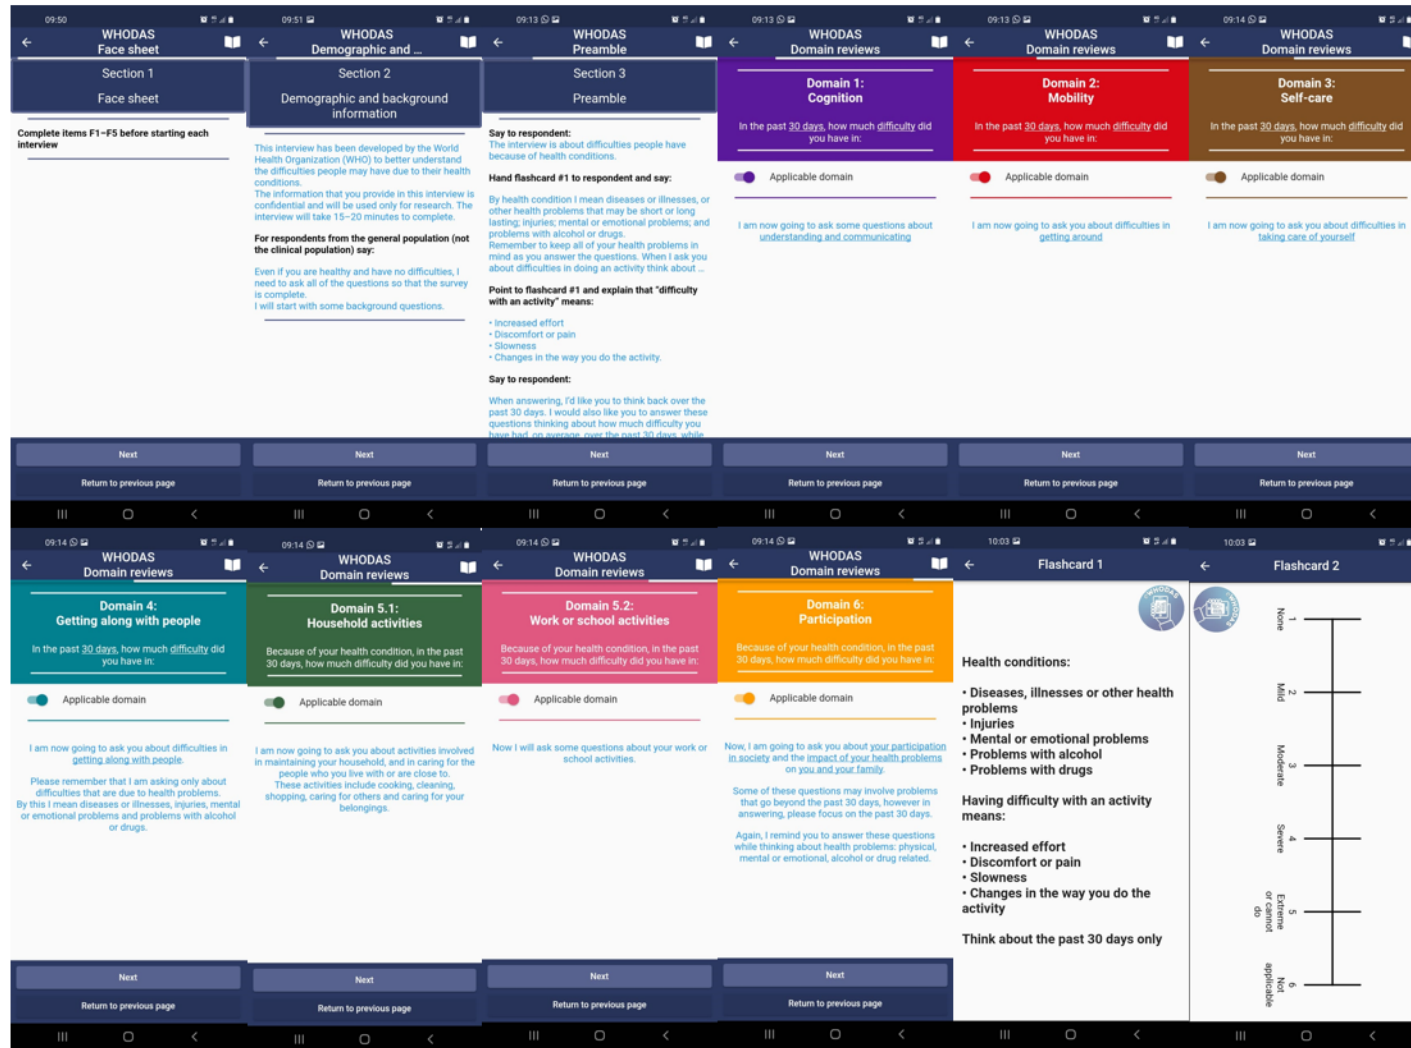 09:50
WHODAS
Face sheet
Section 1
Face sheet
Complete items F1–F5 before starting each
interview
Next
Return to previous page
09:51
WHODAS
Demographic and ...
Section 2
Demographic and background
information
This interview has been developed by the World
Health Organization (WHO) to better understand
the difficulties people may have due to their health
conditions.
The information that you provide in this interview is
confidential and will be used only for research. The
interview will take 15–20 minutes to complete.
For respondents from the general population (not
the clinical population) say:
Even if you are healthy and have no difficulties, I
need to ask all of the questions so that the survey
is complete.
I will start with some background questions.
Next
Return to previous page
09:13
WHODAS
Preamble
Section 3
Preamble
Say to respondent:
The interview is about difficulties people have
because of health conditions.
Hand flashcard #1 to respondent and say:
By health condition I mean diseases or illnesses, or
other health problems that may be short or long
lasting; injuries; mental or emotional problems; and
problems with alcohol or drugs.
Remember to keep all of your health problems in
mind as you answer the questions. When I ask you
about difficulties in doing an activity think about ...
Point to flashcard #1 and explain that "difficulty
with an activity" means:
• Increased effort
• Discomfort or pain
• Slowness
• Changes in the way you do the activity.
Say to respondent:
When answering, I'd like you to think back over the
past 30 days. I would also like you to answer these
questions thinking about how much difficulty you
have had, on average, over the past 30 days, while
Next
Return to previous page
09:13
WHODAS
Domain reviews
Domain 1:
Cognition
In the past 30 days, how much difficulty did
you have in:
Applicable domain
I am now going to ask some questions about
understanding and communicating
Next
Return to previous page
09:13
WHODAS
Domain reviews
Domain 2:
Mobility
In the past 30 days, how much difficulty did
you have in:
Applicable domain
I am now going to ask you about difficulties in
getting around
Next
Return to previous page
09:14
WHODAS
Domain reviews
Domain 3:
Self-care
In the past 30 days, how much difficulty did
you have in:
Applicable domain
I am now going to ask you about difficulties in
taking care of yourself
Next
Return to previous page
09:14
WHODAS
Domain reviews
Domain 4:
Getting along with people
In the past 30 days, how much difficulty did
you have in:
Applicable domain
I am now going to ask you about difficulties in
getting along with people.
Please remember that I am asking only about
difficulties that are due to health problems.
By this I mean diseases or illnesses, injuries, mental
or emotional problems and problems with alcohol
or drugs.
Next
Return to previous page
09:14
WHODAS
Domain reviews
Domain 5.1:
Household activities
Because of your health condition, in the past
30 days, how much difficulty did you have in:
Applicable domain
I am now going to ask you about activities involved
in maintaining your household, and in caring for the
people who you live with or are close to.
These activities include cooking, cleaning,
shopping, caring for others and caring for your
belongings.
Next
Return to previous page
09:14
WHODAS
Domain reviews
Domain 5.2:
Work or school activities
Because of your health condition, in the past
30 days, how much difficulty did you have in:
Applicable domain
Now I will ask some questions about your work or
school activities.
Next
Return to previous page
09:14
WHODAS
Domain reviews
Domain 6:
Participation
Because of your health condition, in the past
30 days, how much difficulty did you have in:
Applicable domain
Now, I am going to ask you about your participation
in society and the impact of your health problems
on you and your family.
Some of these questions may involve problems
that go beyond the past 30 days, however in
answering, please focus on the past 30 days.
Again, I remind you to answer these questions
while thinking about health problems: physical,
mental or emotional, alcohol or drug related.
Next
Return to previous page
10:03
Flashcard 1
WHODAS
Health conditions:
• Diseases, illnesses or other health
problems
• Injuries
• Mental or emotional problems
• Problems with alcohol
• Problems with drugs
Having difficulty with an activity
means:
• Increased effort
• Discomfort or pain
• Slowness
• Changes in the way you do the
activity
Think about the past 30 days only
10:03
Flashcard 2
WHODAS
1
None
2
Mild
3
Moderate
4
Severe
5
Extreme
or cannot
do
6
Not
applicable